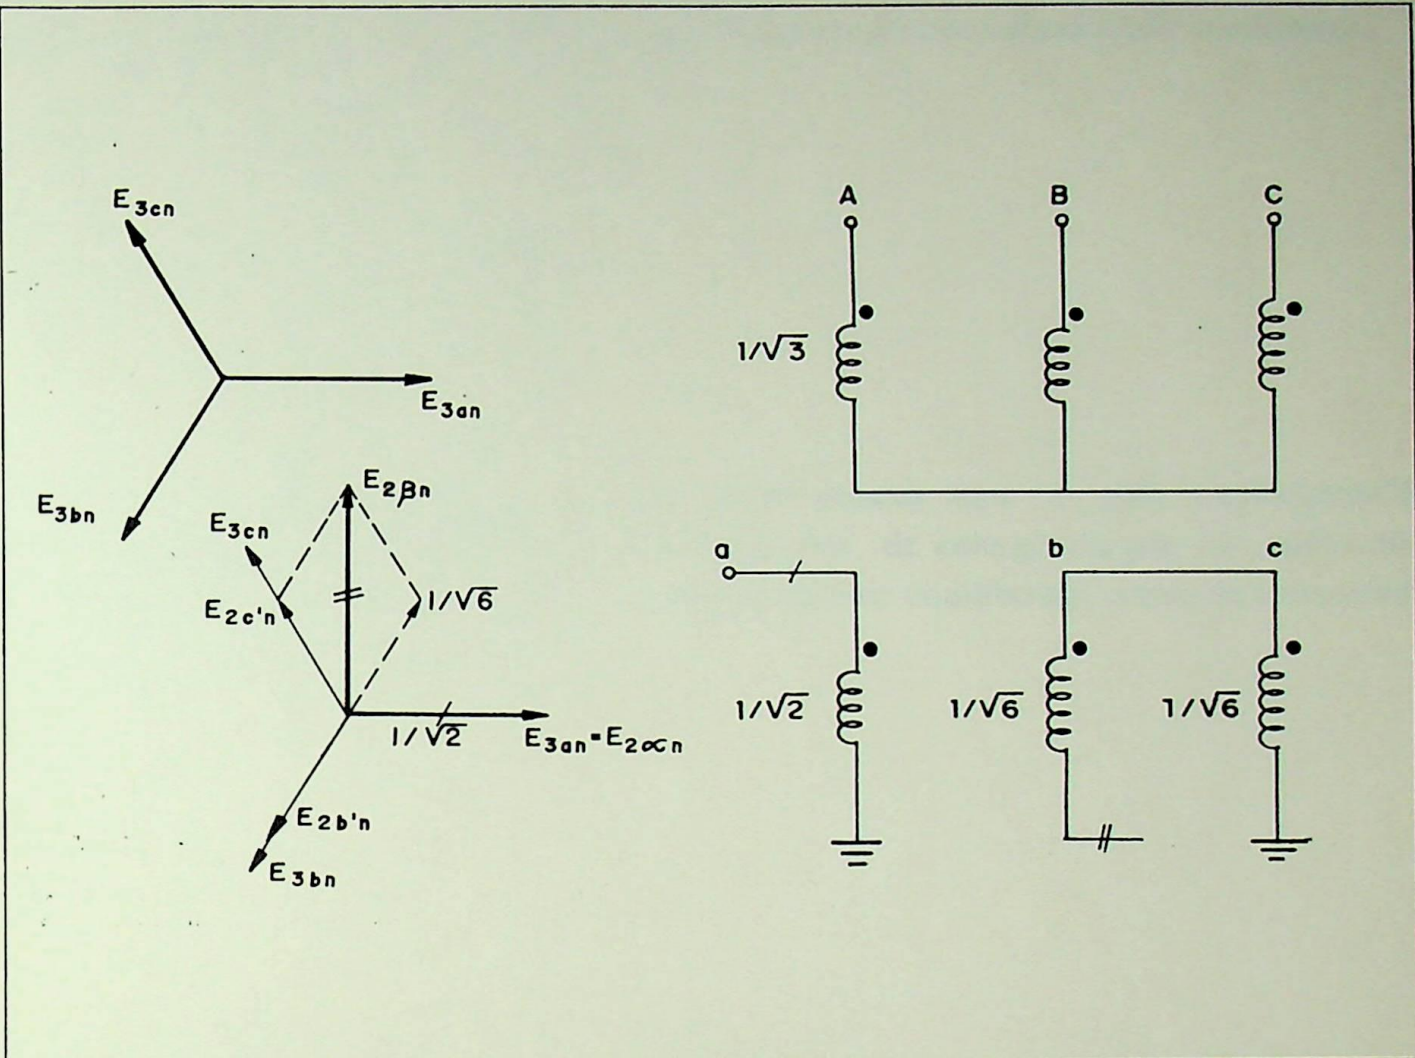 E3cn
E3an
E3bn
E2βn
E3cn
E2c'n
1/√6
1/√2
E3an=E2∝n
E2b'n
E3bn
A B C
1/√3
a b c
1/√2 1/√6 1/√6